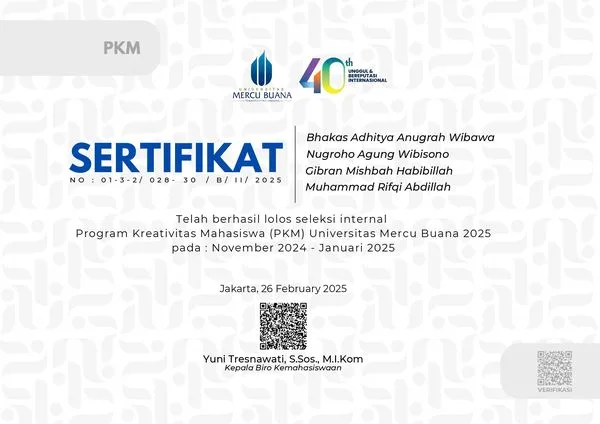 PKM
UNIVERSITAS
MERCU BUANA
40th
UNGGUL &
BEREPUTASI
INTERNASIONAL
SERTIFIKAT
NO : 01-3-2/ 028- 30 / B/ II/ 2025
Bhakas Adhitya Anugrah Wibawa
Nugroho Agung Wibisono
Gibran Mishbah Habibillah
Muhammad Rifqi Abdillah
Telah berhasil lolos seleksi internal
Program Kreativitas Mahasiswa (PKM) Universitas Mercu Buana 2025
pada : November 2024 - Januari 2025
Jakarta, 26 February 2025
Yuni Tresnawati, S.Sos., M.I.Kom
Kepala Biro Kemahasiswaan
VERIFIKASI